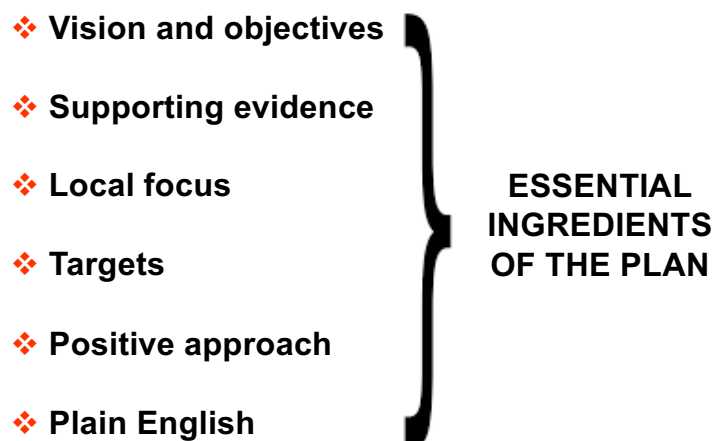 ❖ Vision and objectives
❖ Supporting evidence
❖ Local focus
❖ Targets
❖ Positive approach
❖ Plain English
ESSENTIAL
INGREDIENTS
OF THE PLAN